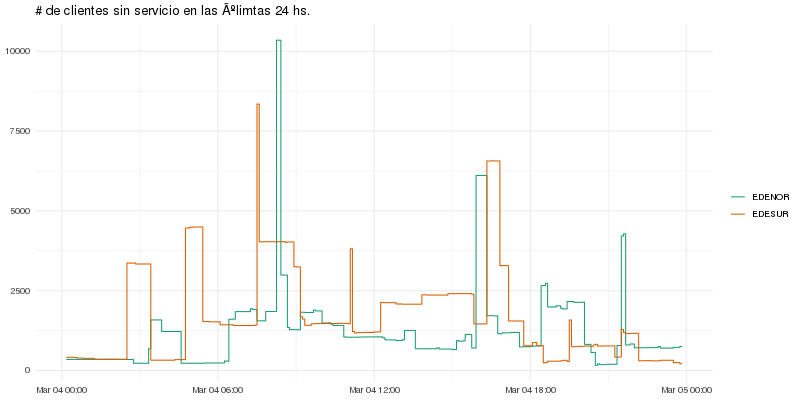 # de clientes sin servicio en las Ãºlimtas 24 hs.
10000
7500
5000
2500
0
Mar 04 00:00 Mar 04 06:00 Mar 04 12:00 Mar 04 18:00 Mar 05 00:00
EDENOR
EDESUR